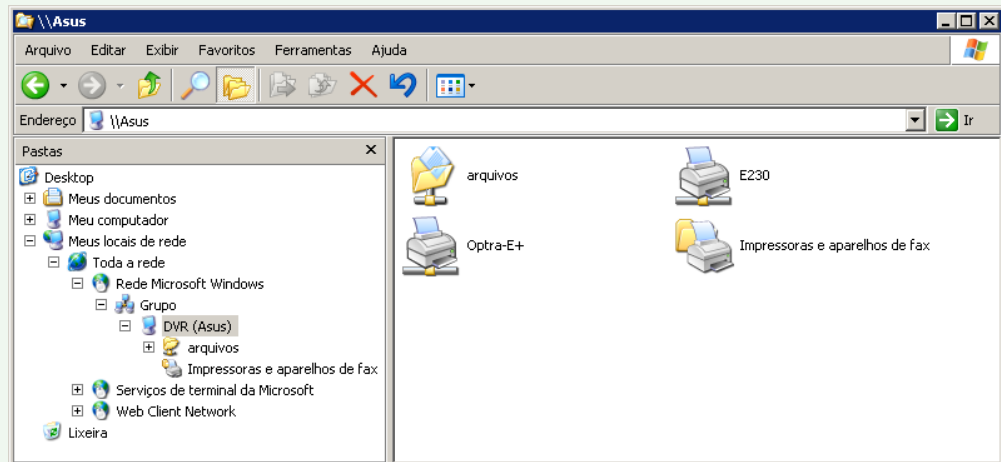 \\Asus
Arquivo Editar Exibir Favoritos Ferramentas Ajuda
Endereço \\Asus Ir
Pastas
Desktop
Meus documentos
Meu computador
Meus locais de rede
Toda a rede
Rede Microsoft Windows
Grupo
DVR (Asus)
arquivos
Impressoras e aparelhos de fax
Serviços de terminal da Microsoft
Web Client Network
Lixeira
arquivos E230
Optra-E+ Impressoras e aparelhos de fax